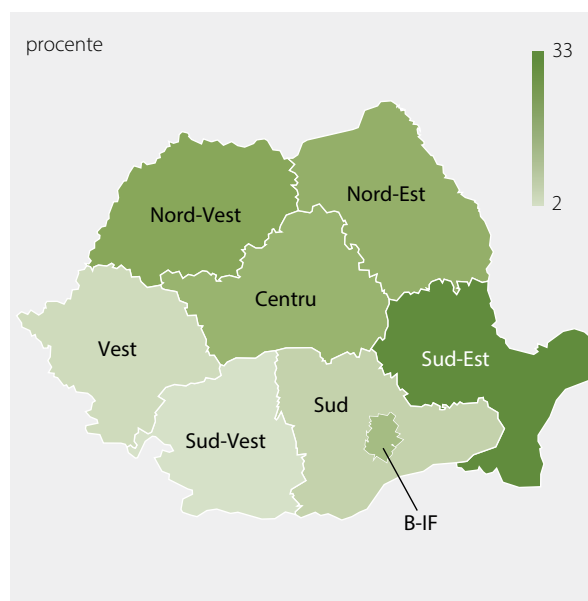 procente
33
2
Nord-Vest
Nord-Est
Centru
Vest
Sud-Est
Sud
Sud-Vest
B-IF